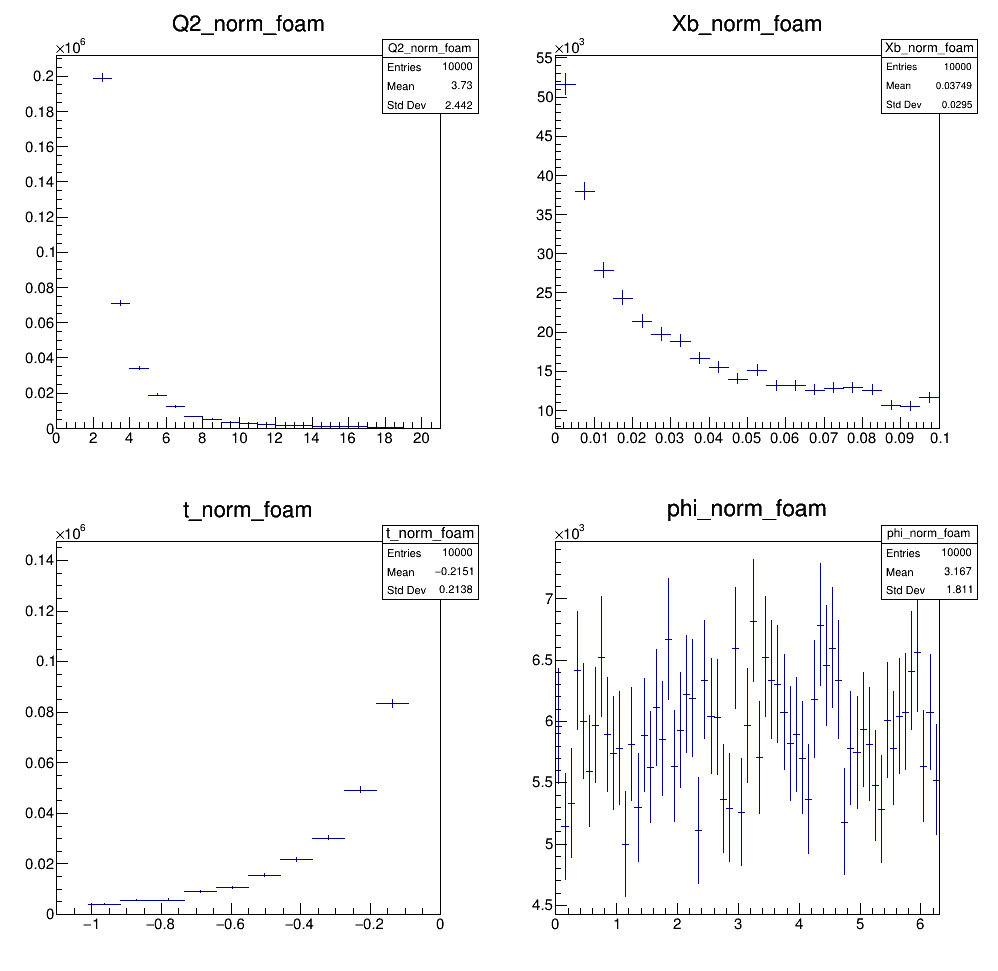 Q2_norm_foam
×10⁶
Q2_norm_foam
Entries 10000
Mean 3.73
Std Dev 2.442
0.2
0.18
0.16
0.14
0.12
0.1
0.08
0.06
0.04
0.02
0
0 2 4 6 8 10 12 14 16 18 20
Xb_norm_foam
×10³
Xb_norm_foam
Entries 10000
Mean 0.03749
Std Dev 0.0295
55
50
45
40
35
30
25
20
15
10
0 0.01 0.02 0.03 0.04 0.05 0.06 0.07 0.08 0.09 0.1
t_norm_foam
×10⁶
t_norm_foam
Entries 10000
Mean −0.2151
Std Dev 0.2138
0.14
0.12
0.1
0.08
0.06
0.04
0.02
0
−1 −0.8 −0.6 −0.4 −0.2 0
phi_norm_foam
×10³
phi_norm_foam
Entries 10000
Mean 3.167
Std Dev 1.811
7
6.5
6
5.5
5
4.5
0 1 2 3 4 5 6